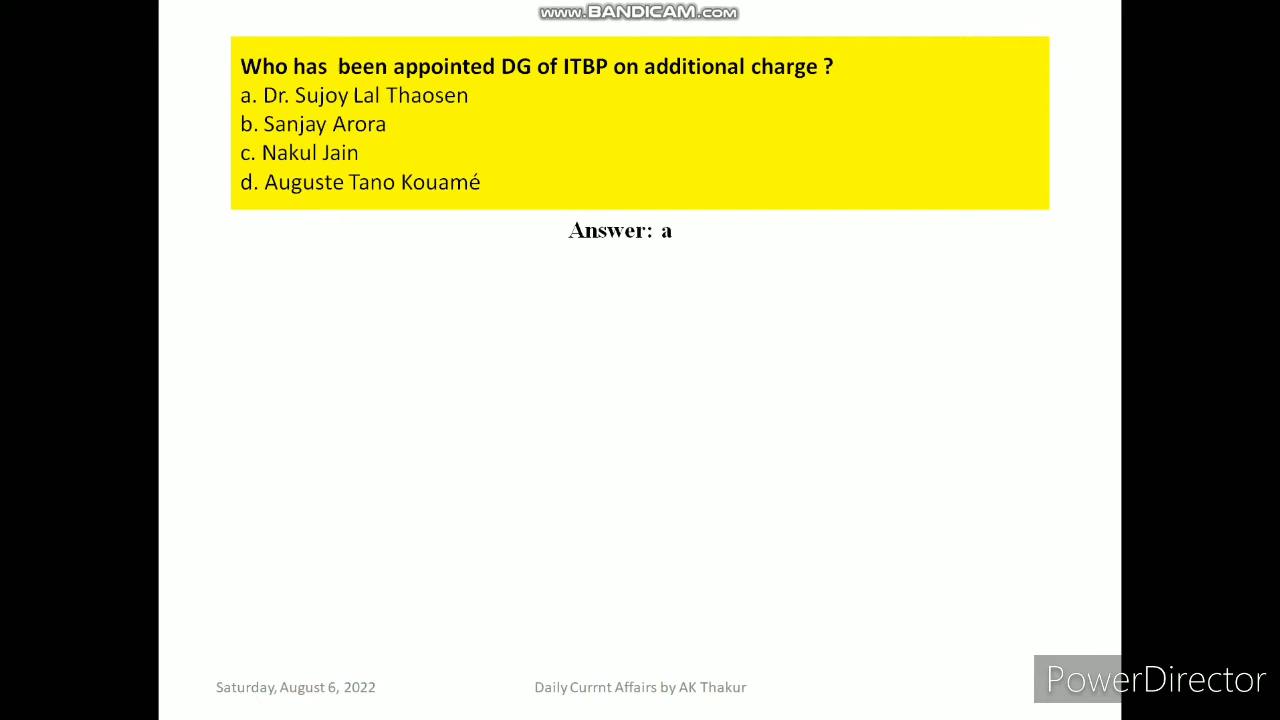 www.BANDICAM.com
Who has  been appointed DG of ITBP on additional charge ?
a. Dr. Sujoy Lal Thaosen
b. Sanjay Arora
c. Nakul Jain
d. Auguste Tano Kouamé
Answer: a
Saturday, August 6, 2022
Daily Currnt Affairs by AK Thakur
PowerDirector